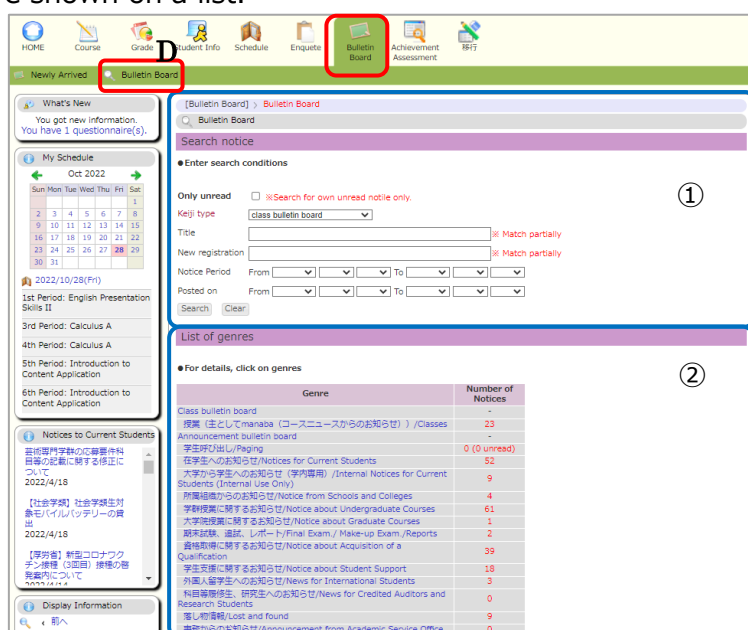 HOME
Course
Grade
Student Info
Schedule
Enquete
Bulletin
Board
Achievement
Assessment
移行
D
Newly Arrived
Bulletin Board
What's New
You got new information.
You have 1 questionnaire(s).
My Schedule
Oct 2022
Sun Mon Tue Wed Thu Fri Sat
1
2 3 4 5 6 7 8
9 10 11 12 13 14 15
16 17 18 19 20 21 22
23 24 25 26 27 28 29
30 31
2022/10/28(Fri)
1st Period: English Presentation
Skills II
3rd Period: Calculus A
4th Period: Calculus A
5th Period: Introduction to
Content Application
6th Period: Introduction to
Content Application
Notices to Current Students
芸術専門学群の応募要件科
目等の記載に関する修正に
ついて
2022/4/18
【社会学類】社会学類生対
象モバイルバッテリーの貸
出
2022/4/18
【厚労省】新型コロナワク
チン接種(3回目)接種の啓
発案内について
2022/4/14
Display Information
前へ
[Bulletin Board] > Bulletin Board
Bulletin Board
Search notice
●Enter search conditions
①
Only unread ※Search for own unread notile only.
Keiji type class bulletin board
Title ※ Match partially
New registration ※ Match partially
Notice Period From To
Posted on From To
Search Clear
List of genres
②
●For details, click on genres
Genre Number of
Notices
Class bulletin board -
授業(主としてmanaba(コースニュースからのお知らせ))/Classes 23
Announcement bulletin board -
学生呼び出し/Paging 0 (0 unread)
在学生へのお知らせ/Notices for Current Students 52
大学から学生へのお知らせ(学内専用)/Internal Notices for Current
Students (Internal Use Only) 9
所属組織からのお知らせ/Notice from Schools and Colleges 4
学群授業に関するお知らせ/Notice about Undergraduate Courses 61
大学院授業に関するお知らせ/Notice about Graduate Courses 1
期末試験、追試、レポート/Final Exam./ Make-up Exam./Reports 2
資格取得に関するお知らせ/Notice about Acquisition of a
Qualification 39
学生支援に関するお知らせ/Notice about Student Support 18
外国人留学生へのお知らせ/News for International Students 3
科目等履修生、研究生へのお知らせ/News for Credited Auditors and
Research Students 0
落し物情報/Lost and found 9
事務からのお知らせ/Announcement from Academic Service Office 0